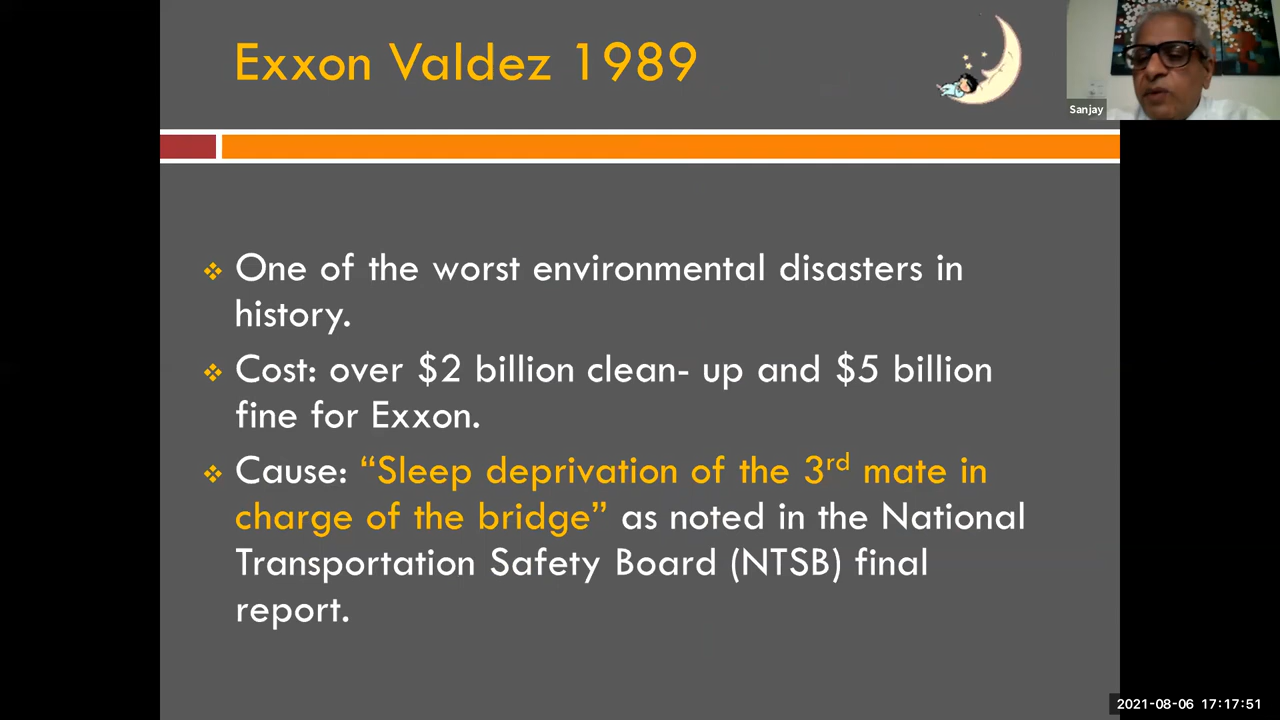 Exxon Valdez 1989
Sanjay
One of the worst environmental disasters in
history.
Cost: over $2 billion clean- up and $5 billion
fine for Exxon.
Cause: “Sleep deprivation of the 3rd mate in
charge of the bridge” as noted in the National
Transportation Safety Board (NTSB) final
report.
2021-08-06 17:17:51